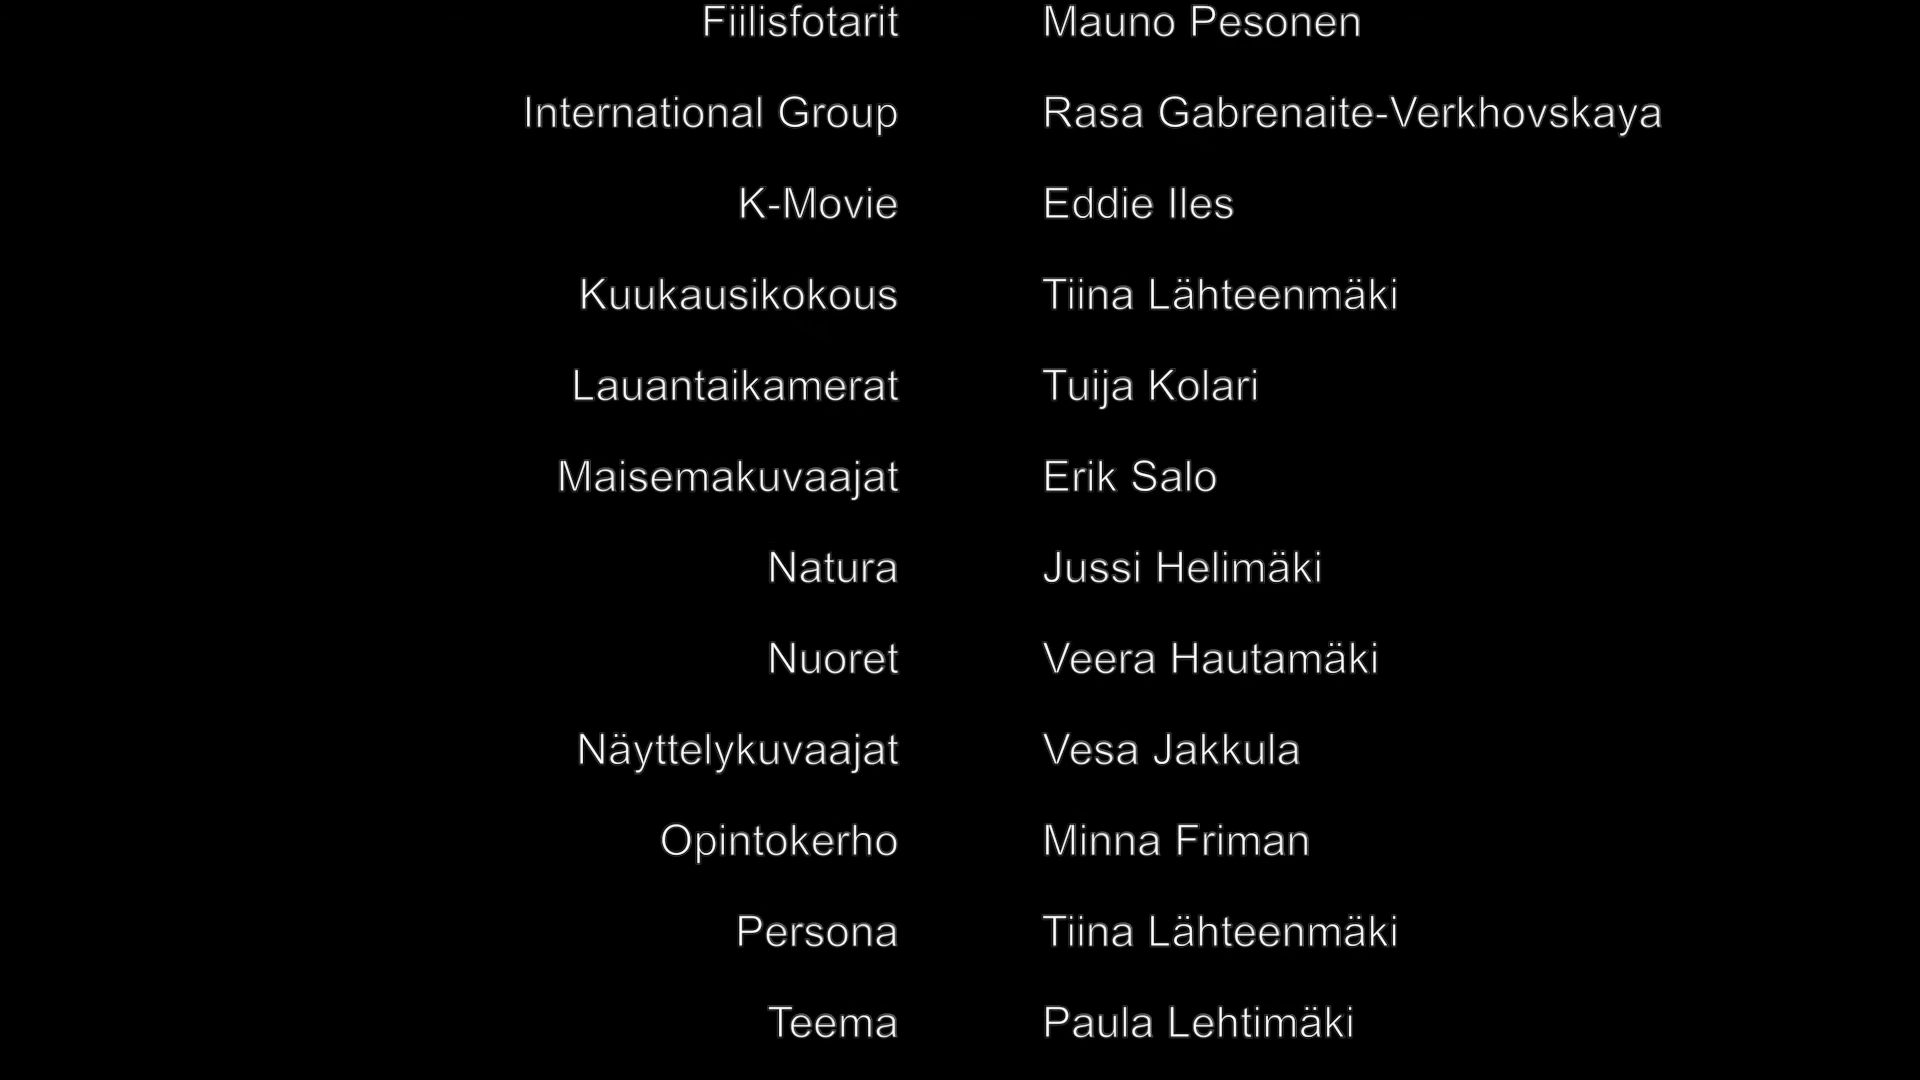 Fiilisfotarit Mauno Pesonen
International Group Rasa Gabrenaite-Verkhovskaya
K-Movie Eddie Iles
Kuukausikokous Tiina Lähteenmäki
Lauantaikamerat Tuija Kolari
Maisemakuvaajat Erik Salo
Natura Jussi Helimäki
Nuoret Veera Hautamäki
Näyttelykuvaajat Vesa Jakkula
Opintokerho Minna Friman
Persona Tiina Lähteenmäki
Teema Paula Lehtimäki